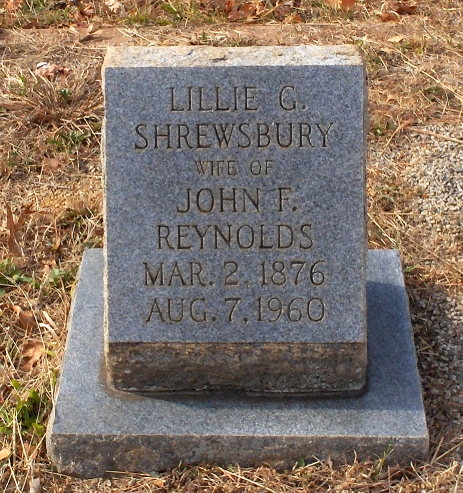 LILLIE G.
SHREWSBURY
WIFE OF
JOHN F.
REYNOLDS
MAR. 2, 1876
AUG. 7, 1960